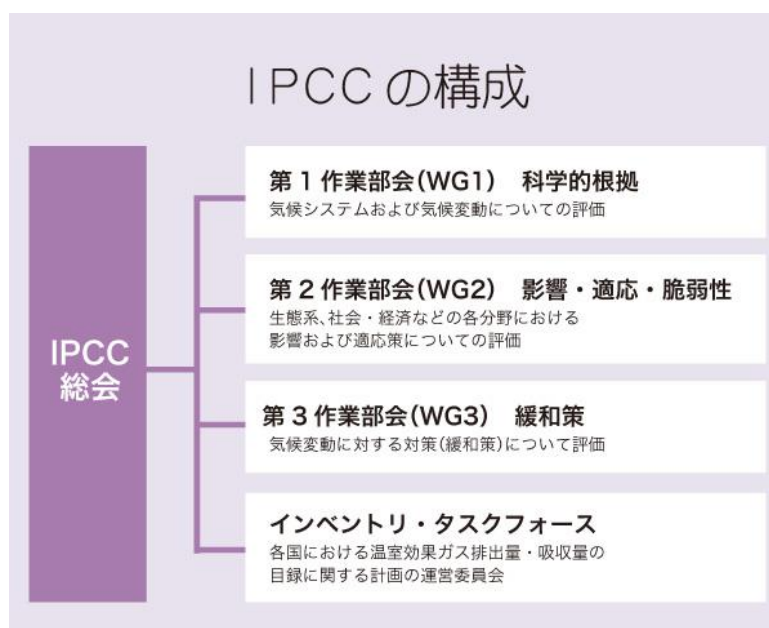 IPCCの構成
IPCC
総会
第1作業部会(WG1) 科学的根拠
気候システムおよび気候変動についての評価
第2作業部会(WG2) 影響・適応・脆弱性
生態系、社会・経済などの各分野における
影響および適応策についての評価
第3作業部会(WG3) 緩和策
気候変動に対する対策(緩和策)について評価
インベントリ・タスクフォース
各国における温室効果ガス排出量・吸収量の
目録に関する計画の運営委員会